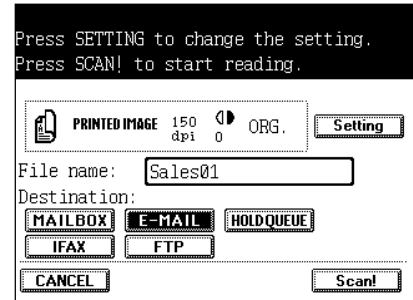 Press SETTING to change the setting.
Press SCAN! to start reading.
PRINTED IMAGE 150 dpi 0 ORG. Setting
File name: Sales01
Destination:
MAILBOX E-MAIL HOLD QUEUE
IFAX FTP
CANCEL Scan!